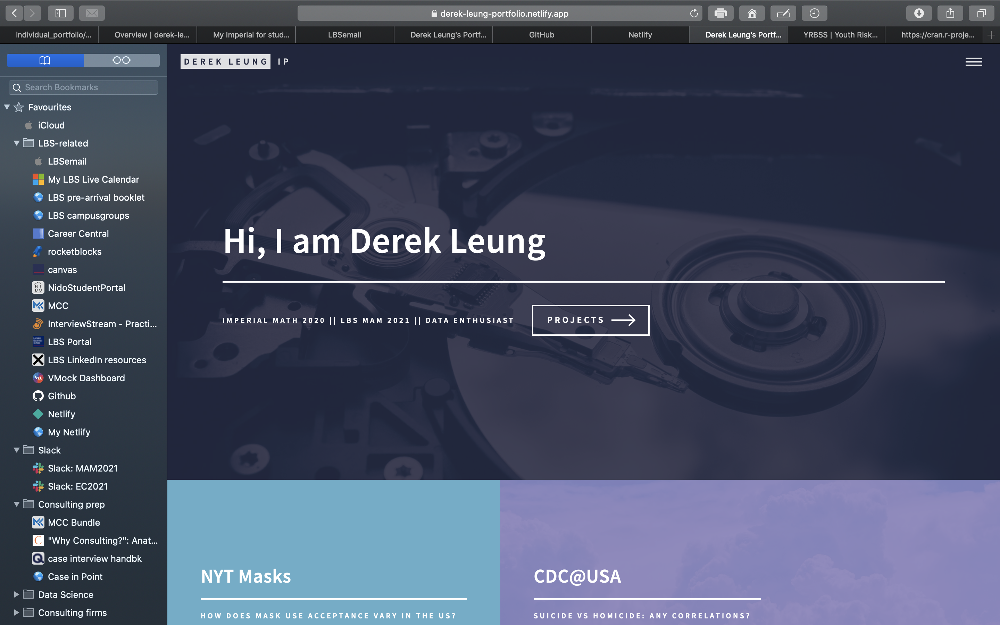 derek-leung-portfolio.netlify.app
individual_portfolio/...
Overview | derek-le...
My Imperial for stud...
LBSemail
Derek Leung's Portf...
GitHub
Netlify
Derek Leung's Portf...
YRBSS | Youth Risk...
https://cran.r-proje...
Search Bookmarks
Favourites
iCloud
LBS-related
LBSemail
My LBS Live Calendar
LBS pre-arrival booklet
LBS campusgroups
Career Central
rocketblocks
canvas
NidoStudentPortal
MCC
InterviewStream - Practi...
LBS Portal
LBS LinkedIn resources
VMock Dashboard
Github
Netlify
My Netlify
Slack
Slack: MAM2021
Slack: EC2021
Consulting prep
MCC Bundle
"Why Consulting?": Anat...
case interview handbk
Case in Point
Data Science
Consulting firms
DEREK LEUNG IP
Hi, I am Derek Leung
IMPERIAL MATH 2020 || LBS MAM 2021 || DATA ENTHUSIAST
PROJECTS
NYT Masks
HOW DOES MASK USE ACCEPTANCE VARY IN THE US?
CDC@USA
SUICIDE VS HOMICIDE: ANY CORRELATIONS?